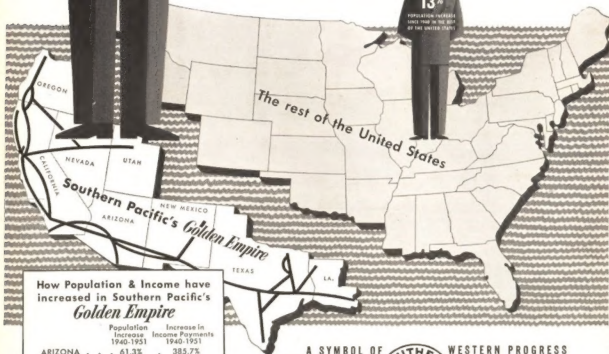 13%
POPULATION INCREASE
SINCE 1940 IN THE REST
OF THE UNITED STATES
OREGON
The rest of the United States
NEVADA
UTAH
CALIFORNIA
Southern Pacific's Golden Empire
ARIZONA
NEW MEXICO
TEXAS
LA.
How Population & Income have
increased in Southern Pacific's
Golden Empire
Population Increase 1940-1951
Increase in Income Payments 1940-1951
ARIZONA . . . . 61.3% . . 385.7%
A SYMBOL OF WESTERN PROGRESS